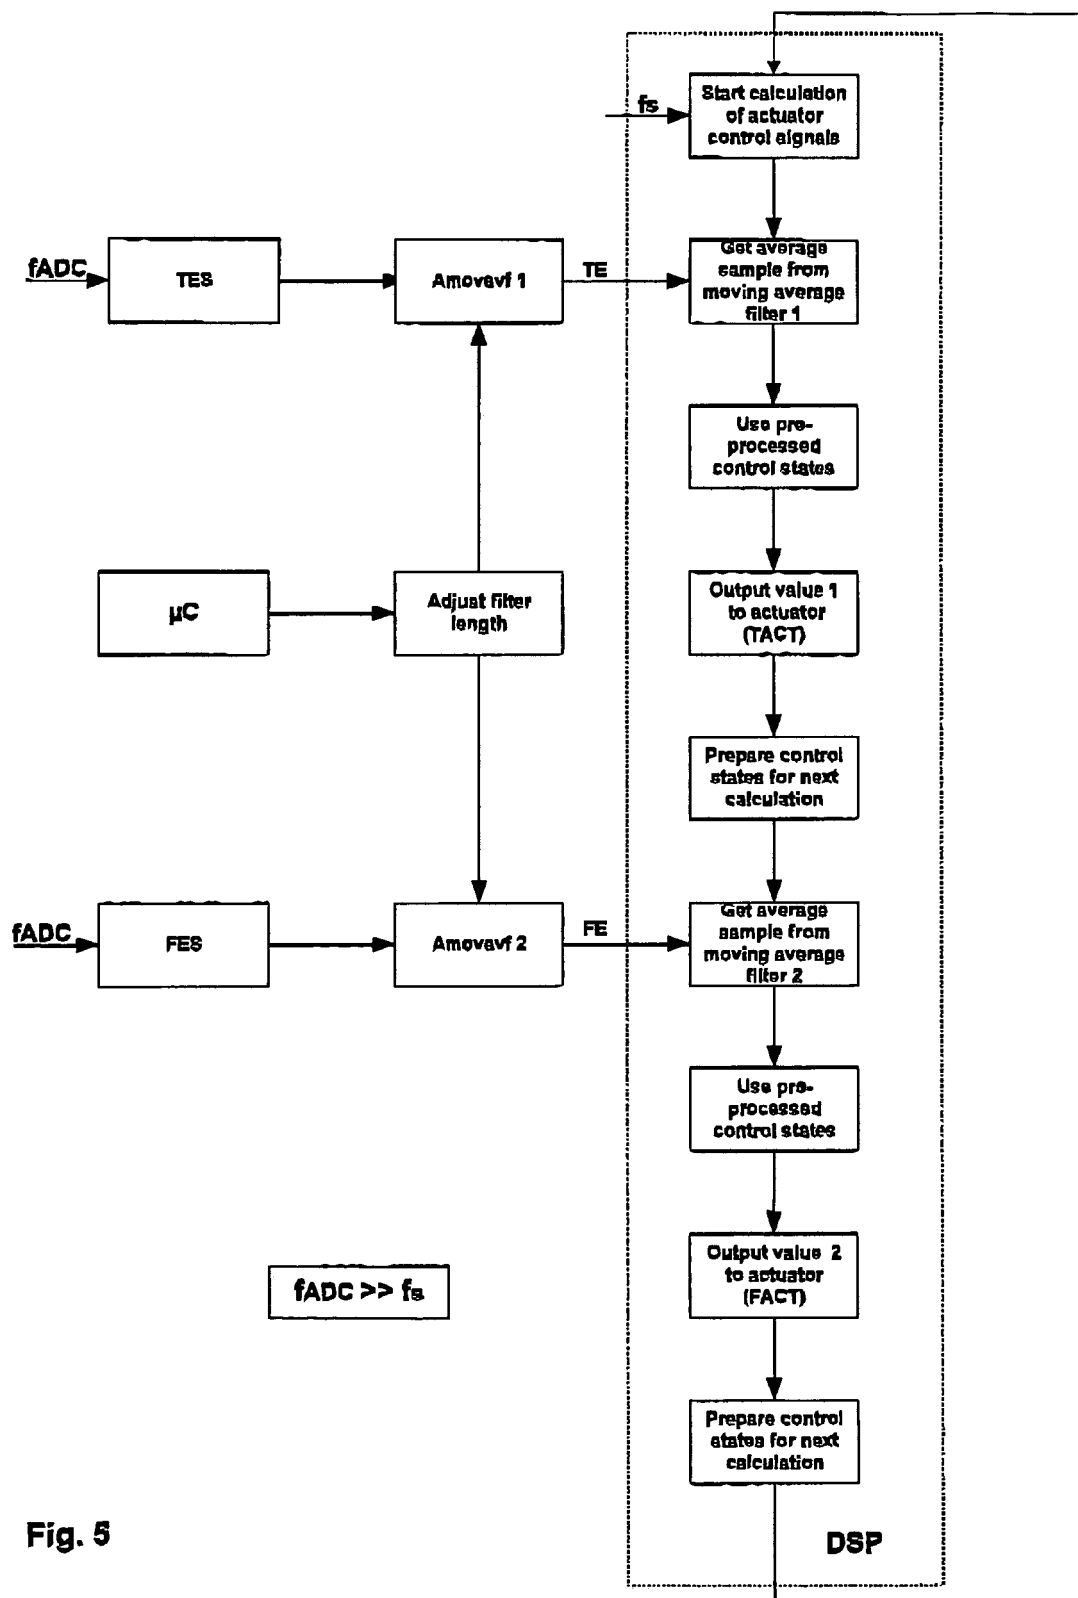 Start calculation
of actuator
control signals
fs
fADC
TES
Amovavf 1
TE
Get average
sample from
moving average
filter 1
Use pre-
processed
control states
µC
Adjust filter
length
Output value 1
to actuator
(TACT)
Prepare control
states for next
calculation
fADC
FES
Amovavf 2
FE
Get average
sample from
moving average
filter 2
Use pre-
processed
control states
Output value 2
to actuator
(FACT)
fADC >> fs
Prepare control
states for next
calculation
Fig. 5
DSP